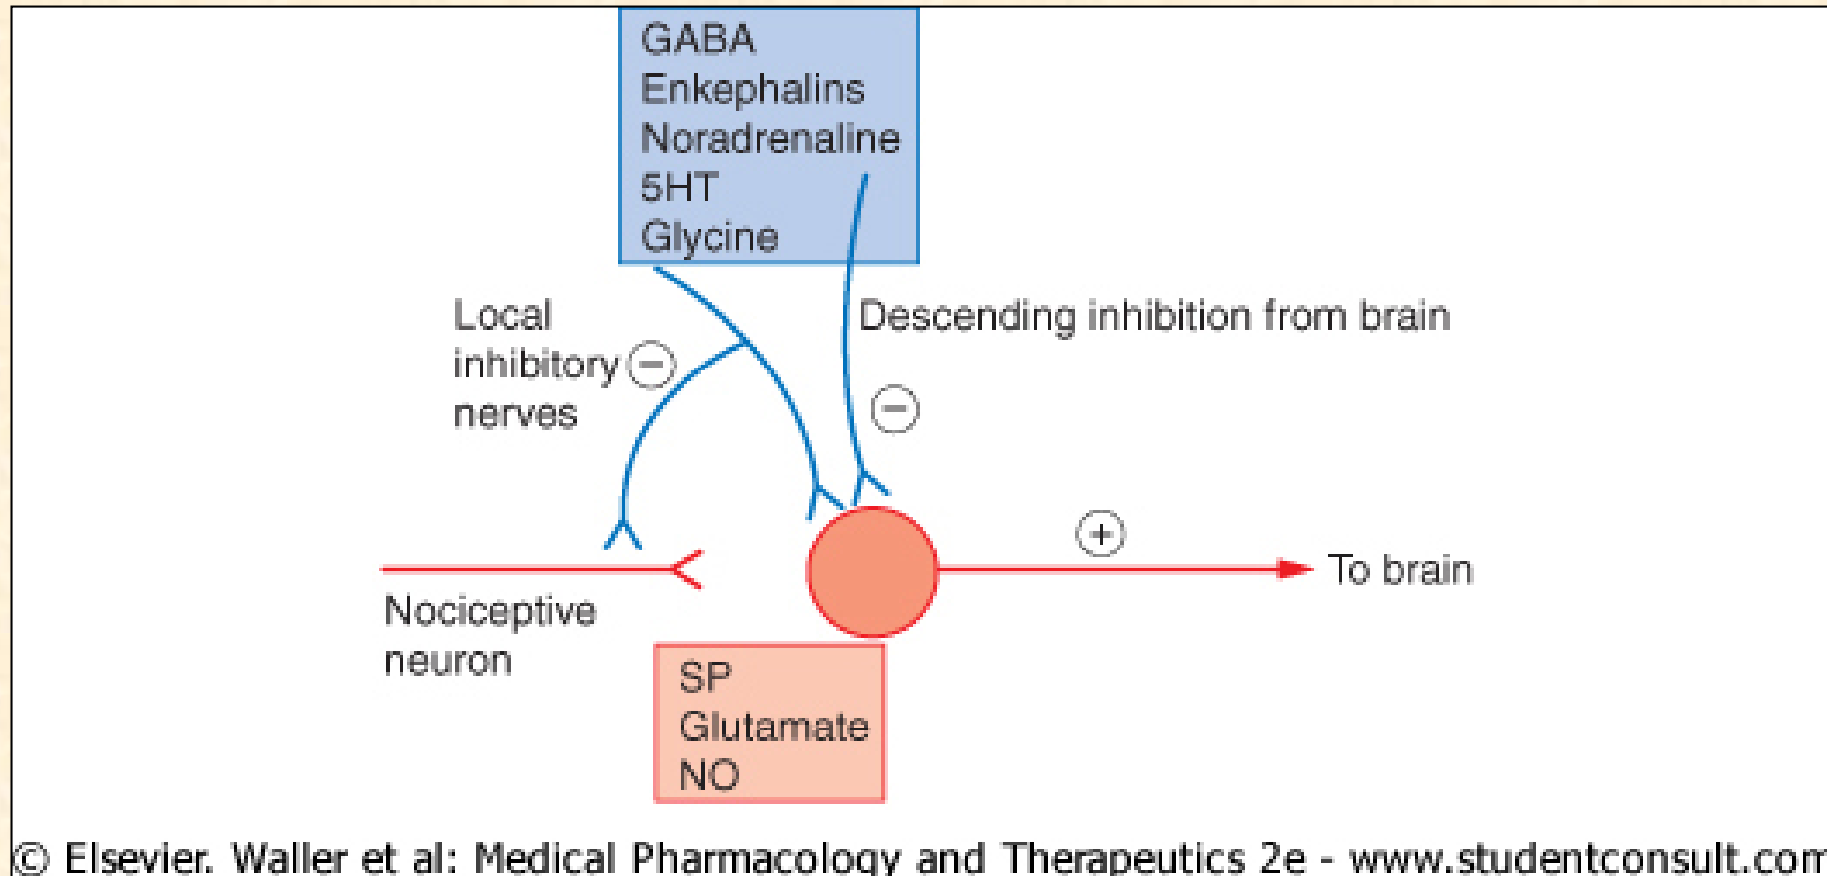 GABA
Enkephalins
Noradrenaline
5HT
Glycine
Local
inhibitory
nerves
−
Descending inhibition from brain
−
+
To brain
Nociceptive
neuron
SP
Glutamate
NO
© Elsevier. Waller et al: Medical Pharmacology and Therapeutics 2e - www.studentconsult.com